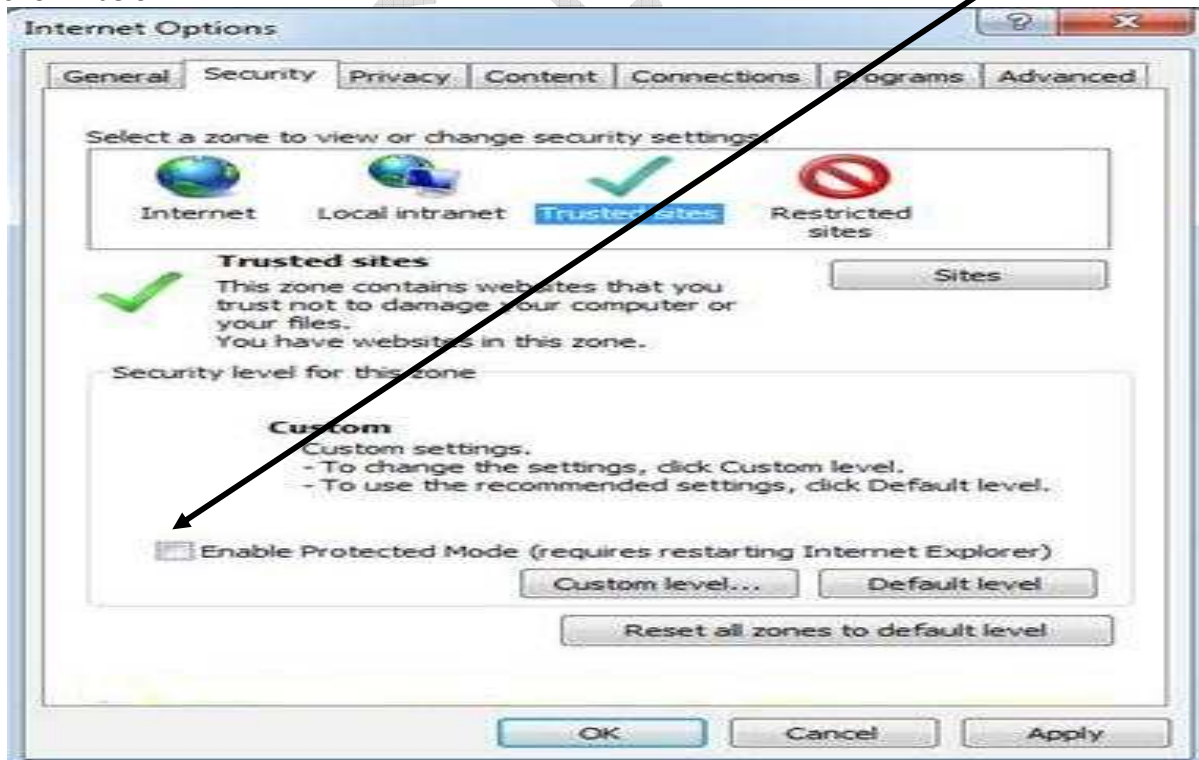 Internet Options
General Security Privacy Content Connections Programs Advanced
Select a zone to view or change security settings.
Internet Local intranet Trusted sites Restricted sites
Trusted sites
Sites
This zone contains websites that you
trust not to damage your computer or
your files.
You have websites in this zone.
Security level for this zone
Custom
Custom settings.
- To change the settings, click Custom level.
- To use the recommended settings, click Default level.
Enable Protected Mode (requires restarting Internet Explorer)
Custom level... Default level
Reset all zones to default level
OK Cancel Apply